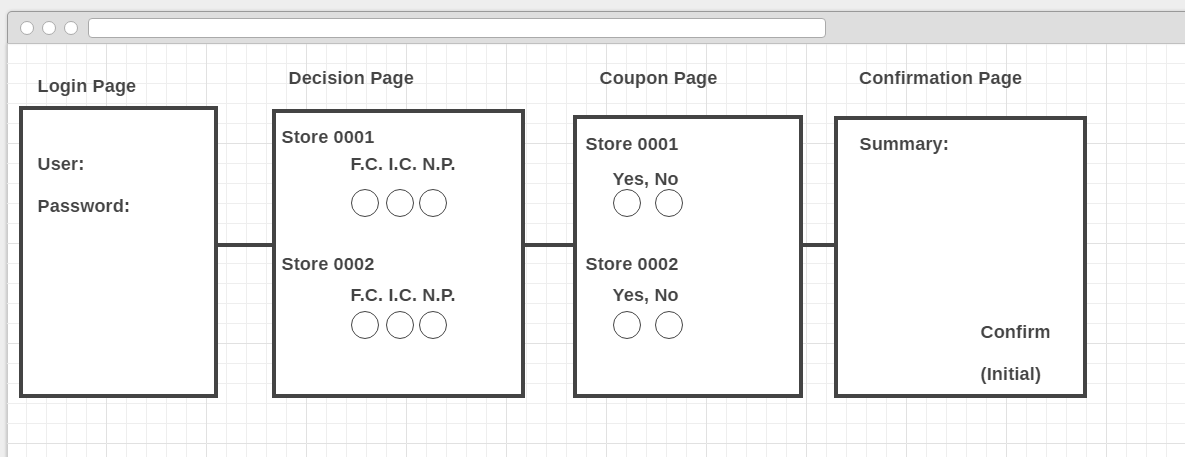 Login Page
User:
Password:
Decision Page
Store 0001
F.C. I.C. N.P.
Store 0002
F.C. I.C. N.P.
Coupon Page
Store 0001
Yes, No
Store 0002
Yes, No
Confirmation Page
Summary:
Confirm
(Initial)